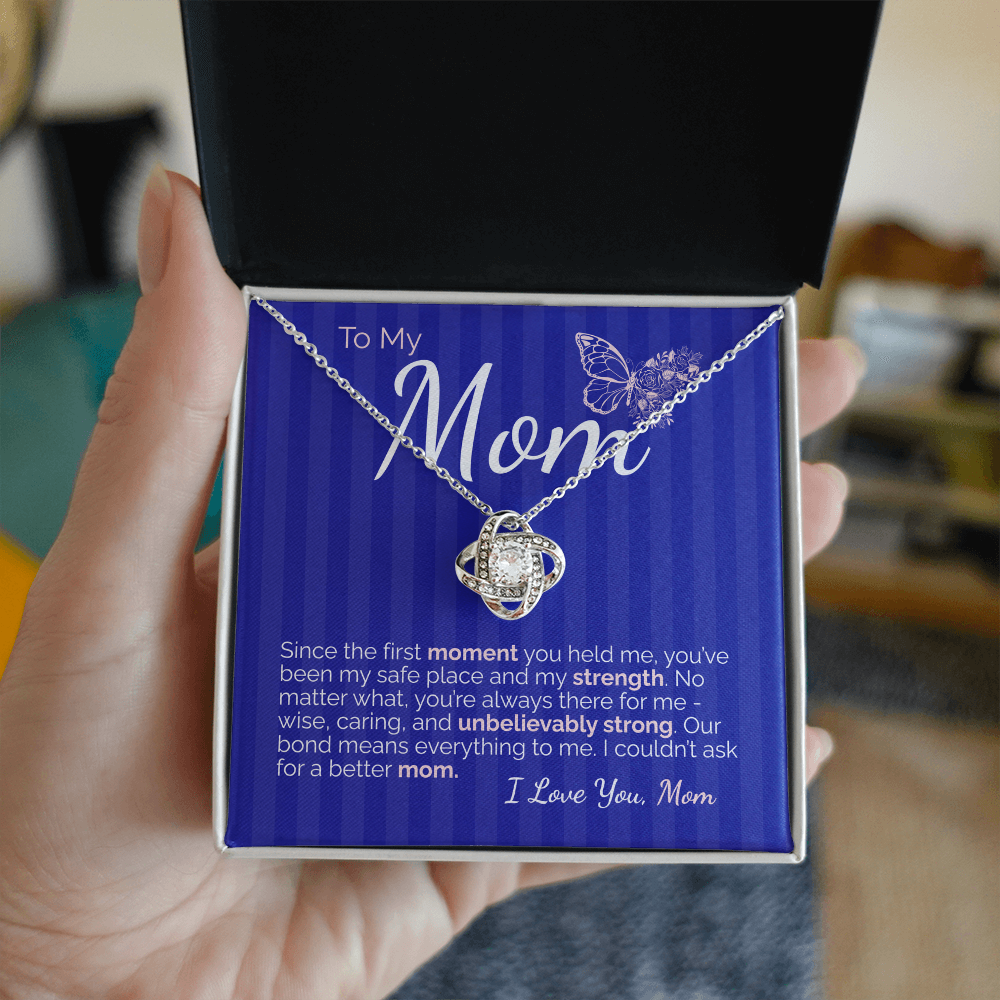 To My
Mom
Since the first moment you held me, you’ve
been my safe place and my strength. No
matter what, you’re always there for me -
wise, caring, and unbelievably strong. Our
bond means everything to me. I couldn’t ask
for a better mom.
I Love You, Mom